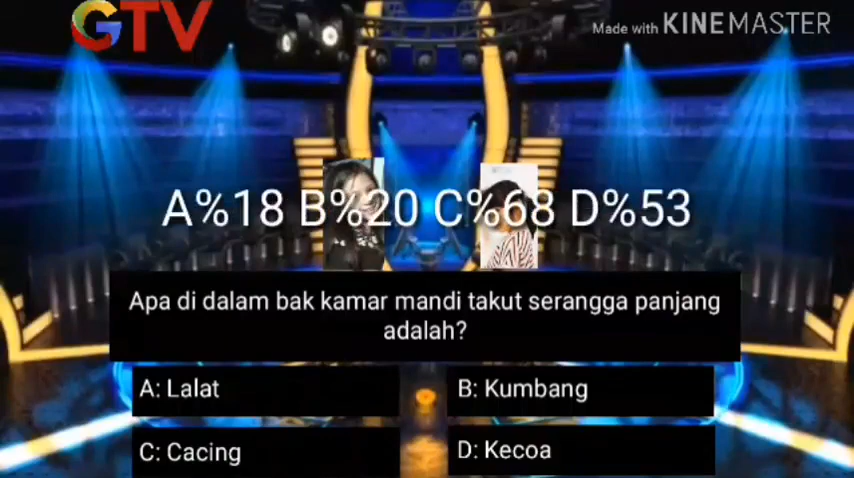 GTV
Made with KINEMASTER
A%18 B%20 C%68 D%53
Apa di dalam bak kamar mandi takut serangga panjang
adalah?
A: Lalat
B: Kumbang
C: Cacing
D: Kecoa